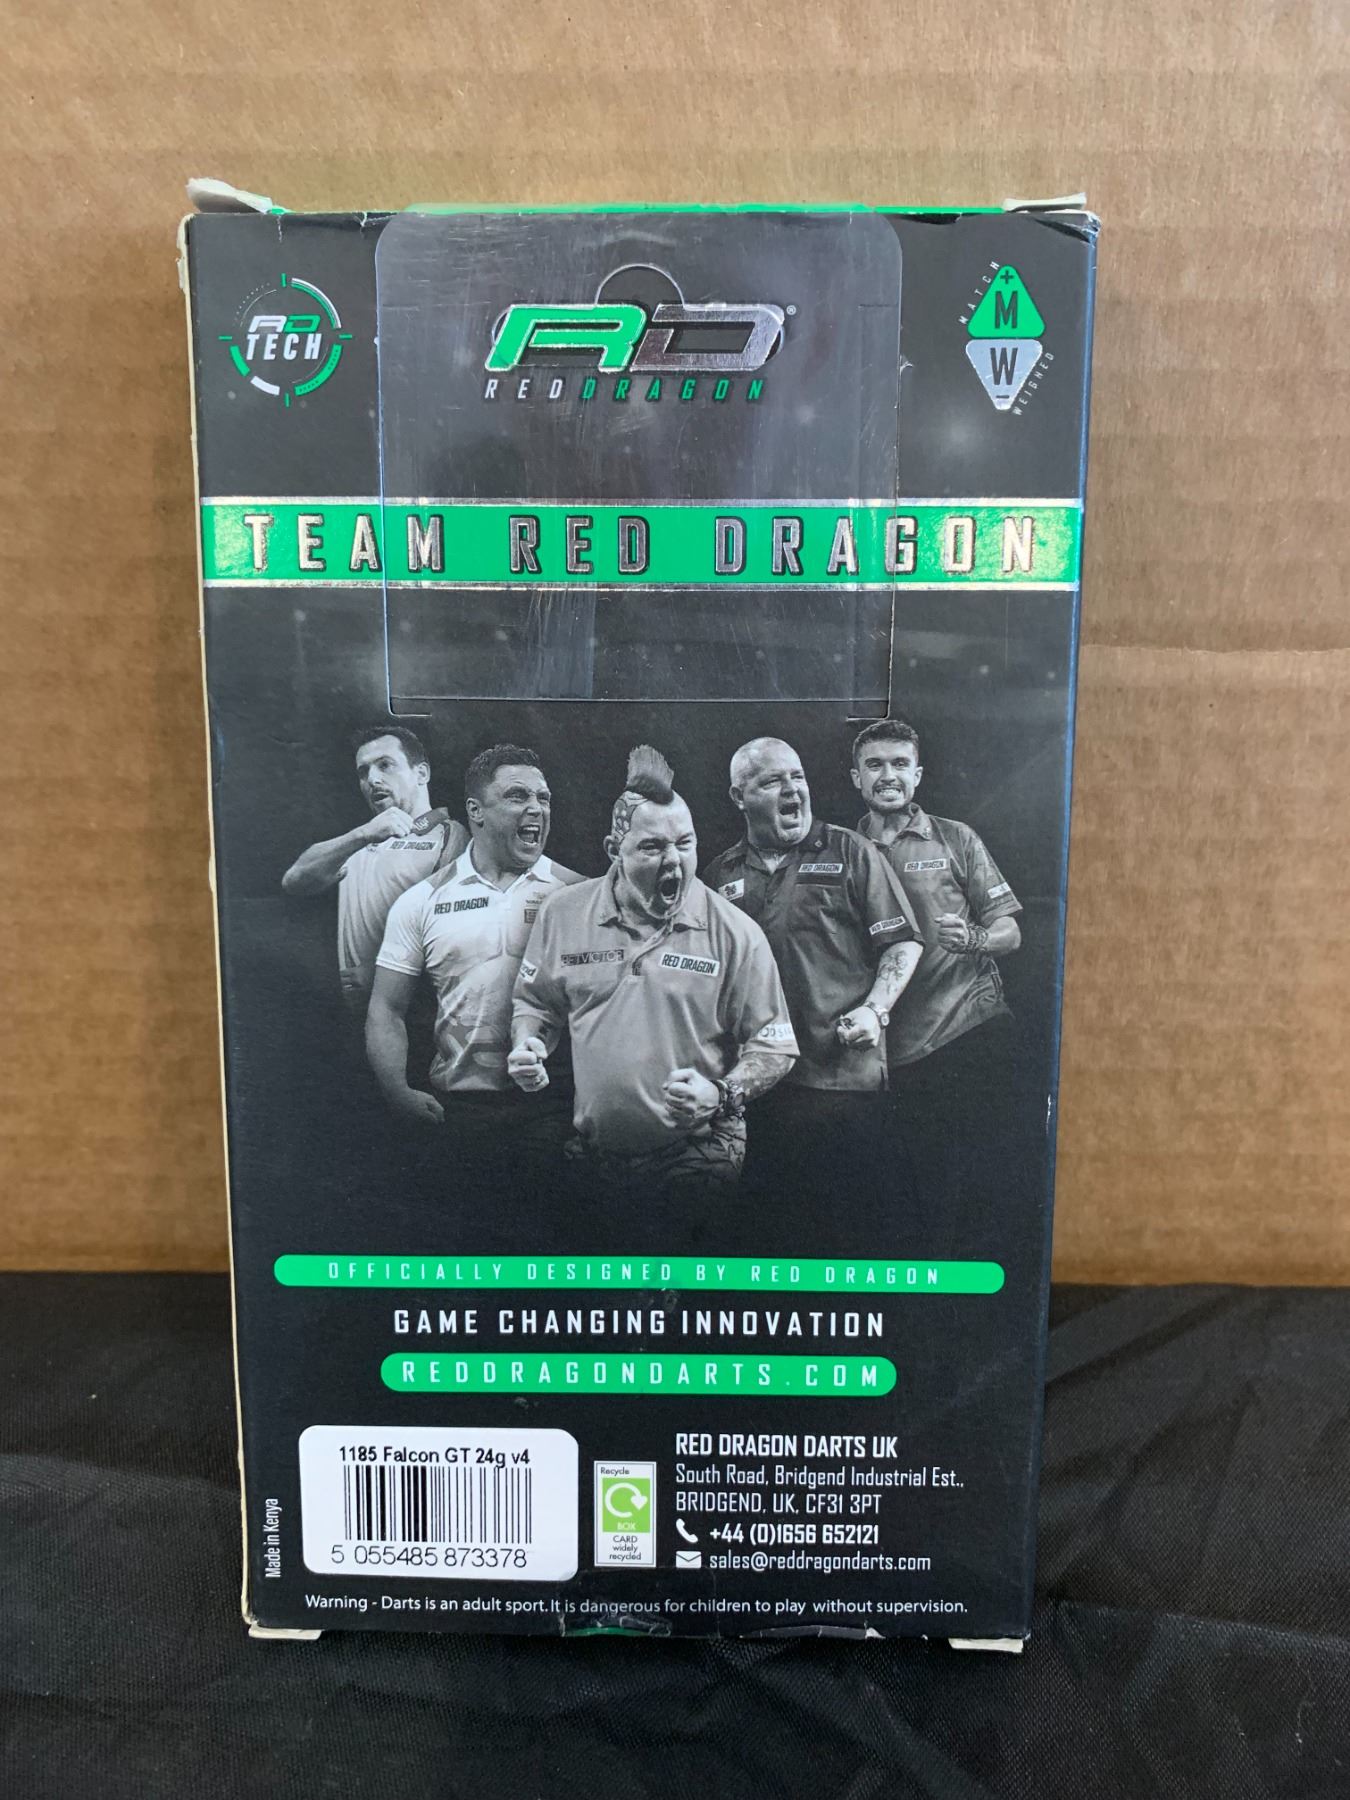 RD TECH
RD®
REDDRAGON
MATCH
+
M
W
-
WEIGHED
TEAM RED DRAGON
RED DRAGON
RED DRAGON
BETVICTOR
RED DRAGON
RED DRAGON
RED DRAGON
RED DRAGON
OFFICIALLY DESIGNED BY RED DRAGON
GAME CHANGING INNOVATION
REDDRAGONDARTS.COM
Made in Kenya
1185 Falcon GT 24g v4
5 055485 873378
Recycle
BOX
CARD
widely
recycled
RED DRAGON DARTS UK
South Road, Bridgend Industrial Est.,
BRIDGEND, UK, CF31 3PT
+44 (0)1656 652121
sales@reddragondarts.com
Warning - Darts is an adult sport. It is dangerous for children to play without supervision.